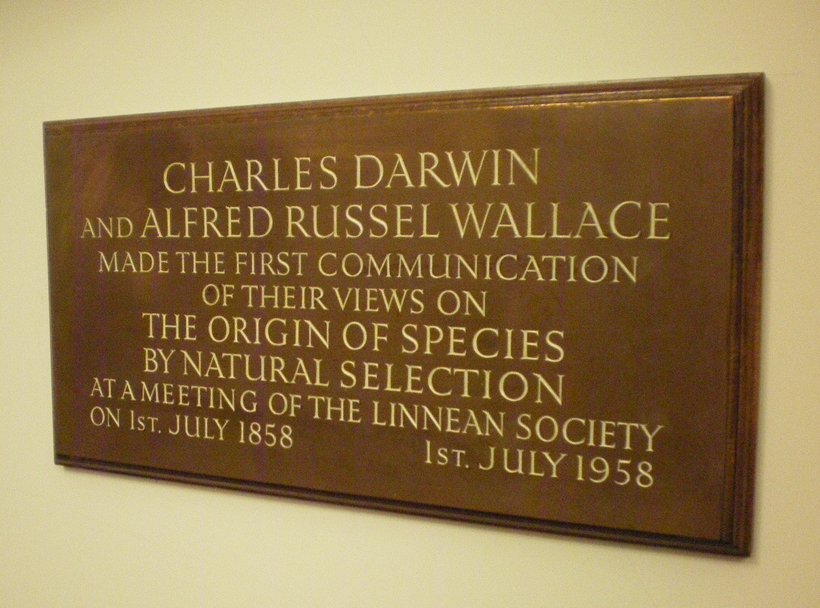 CHARLES DARWIN
AND ALFRED RUSSEL WALLACE
MADE THE FIRST COMMUNICATION
OF THEIR VIEWS ON
THE ORIGIN OF SPECIES
BY NATURAL SELECTION
AT A MEETING OF THE LINNEAN SOCIETY
ON 1ST. JULY 1858
1ST. JULY 1958